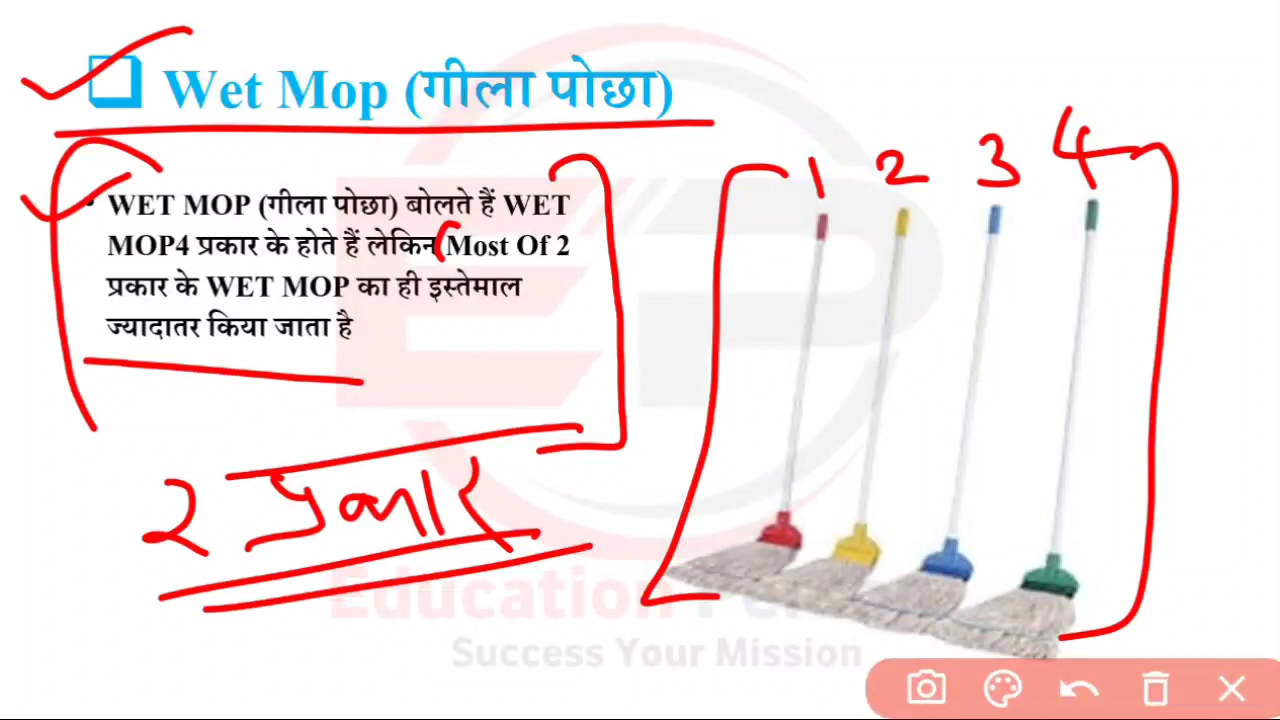 Wet Mop (गीला पोछा)
1 2 3 4
WET MOP (गीला पोछा) बोलते हैं WET
MOP4 प्रकार के होते हैं लेकिन Most Of 2
प्रकार के WET MOP का ही इस्तेमाल
ज्यादातर किया जाता है
2 प्रकार
Education
Success Your Mission